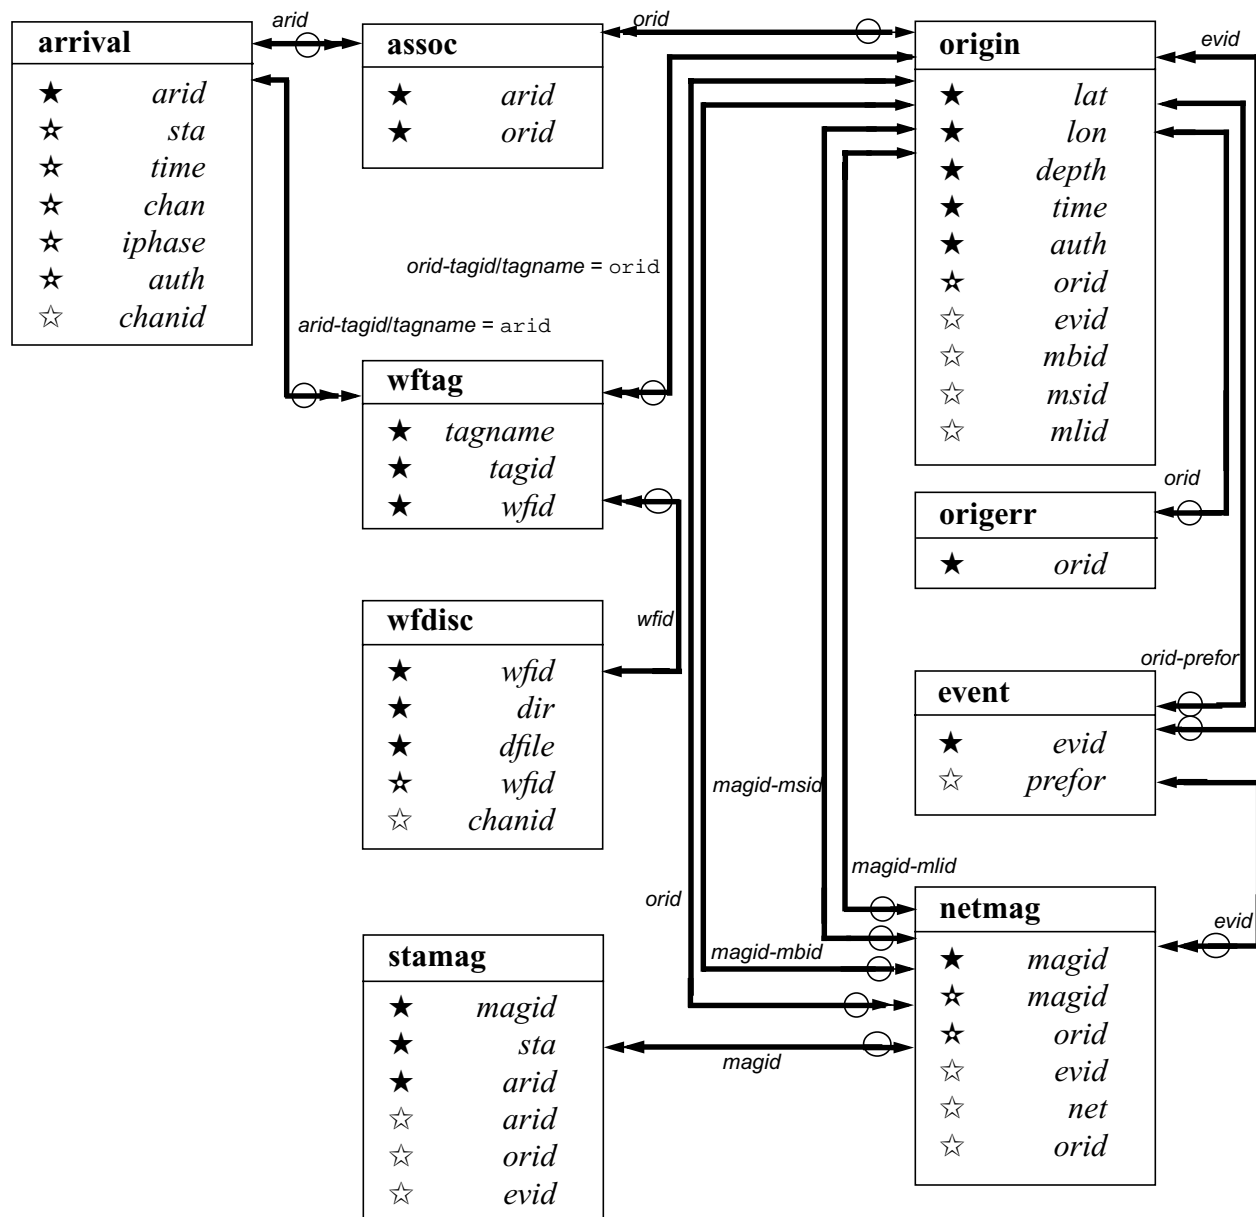 arid
orid
evid
arrival
arid
sta
time
chan
iphase
auth
chanid
assoc
arid
orid
origin
lat
lon
depth
time
auth
orid
evid
mbid
msid
mlid
orid-tagid/tagname = orid
arid-tagid/tagname = arid
wftag
tagname
tagid
wfid
orid
origerr
orid
wfid
wfdisc
wfid
dir
dfile
wfid
chanid
orid-prefor
event
evid
prefor
magid-msid
magid-mlid
orid
magid-mbid
evid
netmag
magid
magid
orid
evid
net
orid
stamag
magid
sta
arid
arid
orid
evid
magid